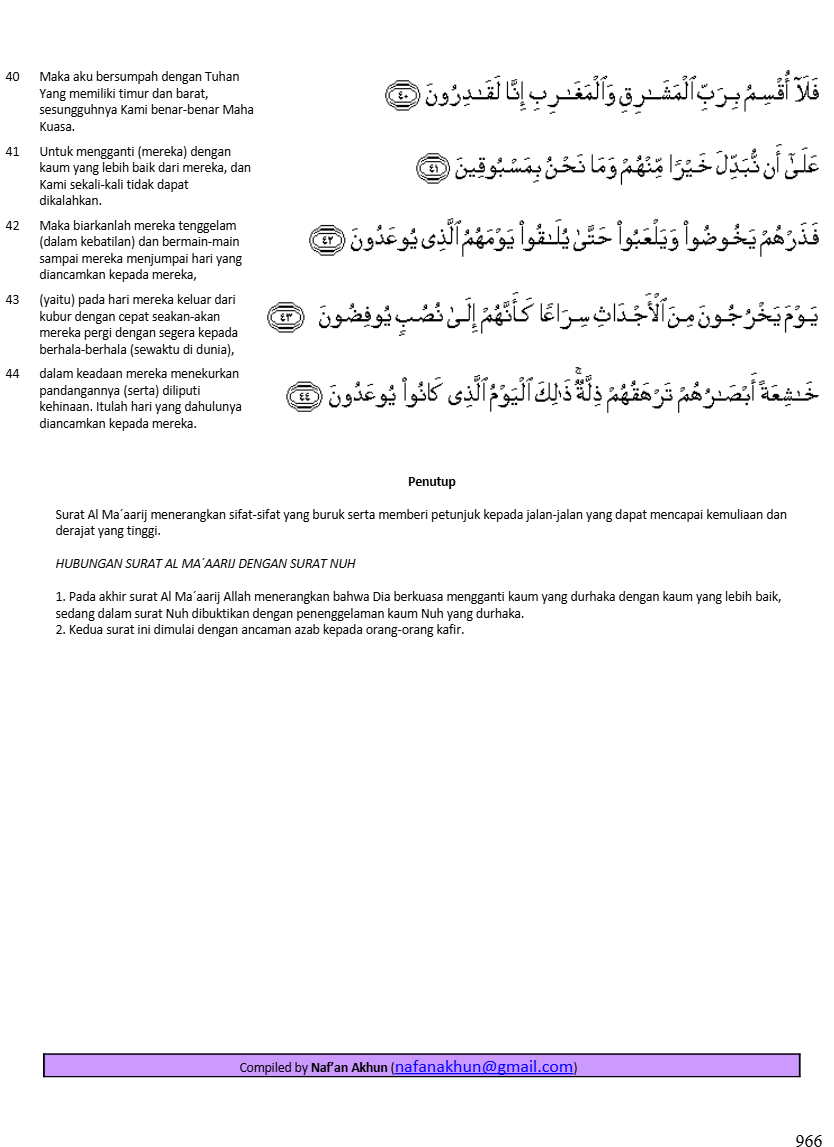 40 Maka aku bersumpah dengan Tuhan
Yang memiliki timur dan barat,
sesungguhnya Kami benar-benar Maha
Kuasa.
فَلَآ أُقْسِمُ بِرَبِّ ٱلْمَشَـٰرِقِ وَٱلْمَغَـٰرِبِ إِنَّا لَقَـٰدِرُونَ ﴿٤٠﴾
41 Untuk mengganti (mereka) dengan
kaum yang lebih baik dari mereka, dan
Kami sekali-kali tidak dapat
dikalahkan.
عَلَىٰٓ أَن نُّبَدِّلَ خَيْرًا مِّنْهُمْ وَمَا نَحْنُ بِمَسْبُوقِينَ ﴿٤١﴾
42 Maka biarkanlah mereka tenggelam
(dalam kebatilan) dan bermain-main
sampai mereka menjumpai hari yang
diancamkan kepada mereka,
فَذَرْهُمْ يَخُوضُوا۟ وَيَلْعَبُوا۟ حَتَّىٰ يُلَـٰقُوا۟ يَوْمَهُمُ ٱلَّذِى يُوعَدُونَ ﴿٤٢﴾
43 (yaitu) pada hari mereka keluar dari
kubur dengan cepat seakan-akan
mereka pergi dengan segera kepada
berhala-berhala (sewaktu di dunia),
يَوْمَ يَخْرُجُونَ مِنَ ٱلْأَجْدَاثِ سِرَاعًا كَأَنَّهُمْ إِلَىٰ نُصُبٍ يُوفِضُونَ ﴿٤٣﴾
44 dalam keadaan mereka menekurkan
pandangannya (serta) diliputi
kehinaan. Itulah hari yang dahulunya
diancamkan kepada mereka.
خَـٰشِعَةً أَبْصَـٰرُهُمْ تَرْهَقُهُمْ ذِلَّةٌ ۚ ذَٰلِكَ ٱلْيَوْمُ ٱلَّذِى كَانُوا۟ يُوعَدُونَ ﴿٤٤﴾
Penutup
Surat Al Ma´aarij menerangkan sifat-sifat yang buruk serta memberi petunjuk kepada jalan-jalan yang dapat mencapai kemuliaan dan
derajat yang tinggi.
HUBUNGAN SURAT AL MA´AARIJ DENGAN SURAT NUH
1. Pada akhir surat Al Ma´aarij Allah menerangkan bahwa Dia berkuasa mengganti kaum yang durhaka dengan kaum yang lebih baik,
sedang dalam surat Nuh dibuktikan dengan penenggelaman kaum Nuh yang durhaka.
2. Kedua surat ini dimulai dengan ancaman azab kepada orang-orang kafir.
Compiled by Naf’an Akhun (nafanakhun@gmail.com)
966